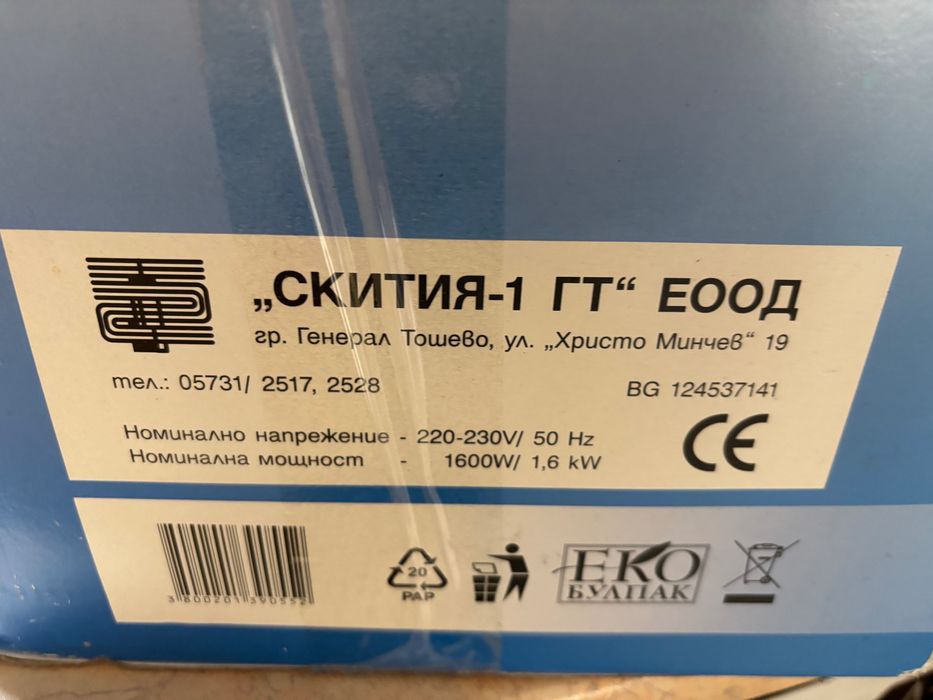 „СКИТИЯ-1 ГТ“ ЕООД
гр. Генерал Тошево, ул. „Христо Минчев“ 19
тел.: 05731/ 2517, 2528
BG 124537141
Номинално напрежение - 220-230V/ 50 Hz
Номинална мощност - 1600W/ 1,6 kW
CE
3800201390552
20
PAP
ЕКО
БУЛПАК